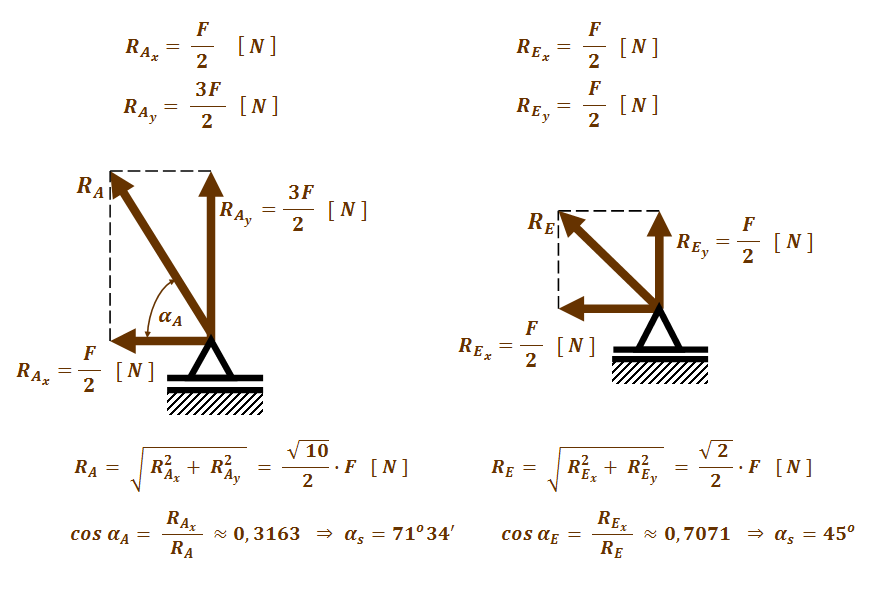 R_{A_x} = F/2 [ N ]
R_{E_x} = F/2 [ N ]
R_{A_y} = 3F/2 [ N ]
R_{E_y} = F/2 [ N ]
R_A
R_{A_y} = 3F/2 [ N ]
α_A
R_{A_x} = F/2 [ N ]
R_E
R_{E_y} = F/2 [ N ]
R_{E_x} = F/2 [ N ]
R_A = √(R_{A_x}^2 + R_{A_y}^2) = √10/2 · F [ N ]
R_E = √(R_{E_x}^2 + R_{E_y}^2) = √2/2 · F [ N ]
cos α_A = R_{A_x}/R_A ≈ 0,3163 ⇒ α_s = 71°34′
cos α_E = R_{E_x}/R_E ≈ 0,7071 ⇒ α_s = 45°